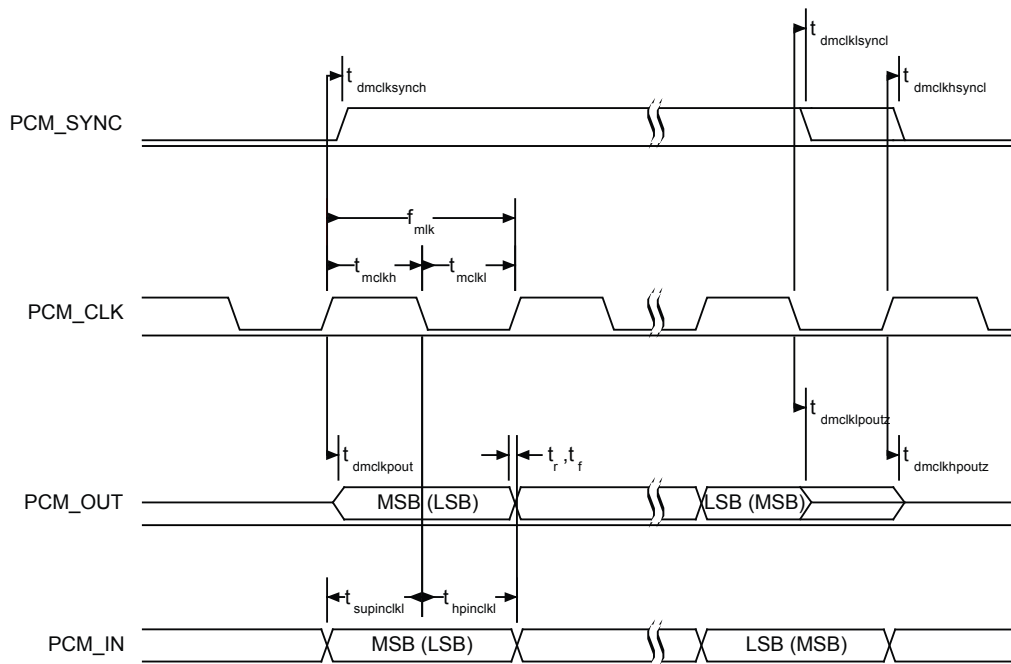 t dmclklsyncl
t dmclksynch
t dmclkhsyncl
PCM_SYNC
f mlk
t mclkh
t mclkl
PCM_CLK
t dmclklpoutz
t dmclkpout
t r ,t f
t dmclkhpoutz
PCM_OUT
MSB (LSB)
LSB (MSB)
t supinclkl
t hpinclkl
PCM_IN
MSB (LSB)
LSB (MSB)